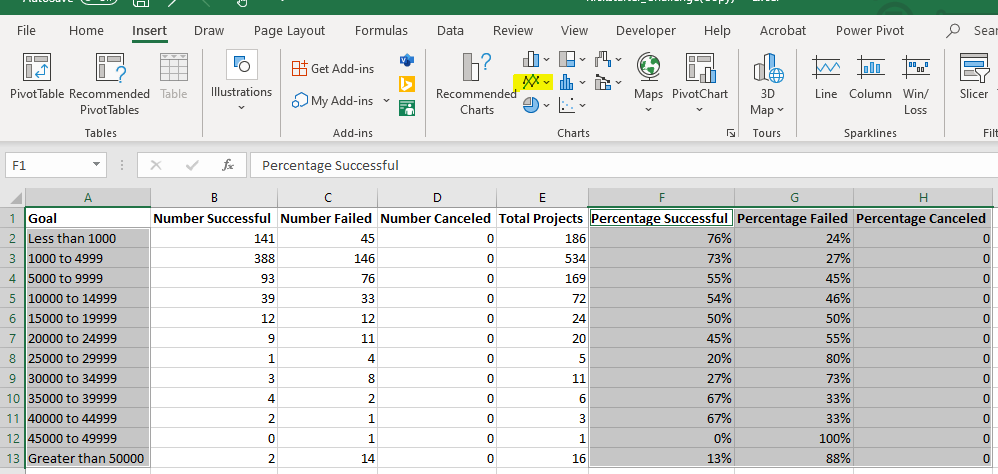 File Home Insert Draw Page Layout Formulas Data Review View Developer Help Acrobat Power Pivot
PivotTable Recommended PivotTables Table
Tables
Illustrations
Get Add-ins
My Add-ins
Add-ins
Recommended Charts
Maps PivotChart
Charts
3D Map
Tours
Line Column Win/ Loss
Sparklines
Slicer
F1 fx Percentage Successful
A B C D E F G H
1 Goal Number Successful Number Failed Number Canceled Total Projects Percentage Successful Percentage Failed Percentage Canceled
2 Less than 1000 141 45 0 186 76% 24% 0
3 1000 to 4999 388 146 0 534 73% 27% 0
4 5000 to 9999 93 76 0 169 55% 45% 0
5 10000 to 14999 39 33 0 72 54% 46% 0
6 15000 to 19999 12 12 0 24 50% 50% 0
7 20000 to 24999 9 11 0 20 45% 55% 0
8 25000 to 29999 1 4 0 5 20% 80% 0
9 30000 to 34999 3 8 0 11 27% 73% 0
10 35000 to 39999 4 2 0 6 67% 33% 0
11 40000 to 44999 2 1 0 3 67% 33% 0
12 45000 to 49999 0 1 0 1 0% 100% 0
13 Greater than 50000 2 14 0 16 13% 88% 0